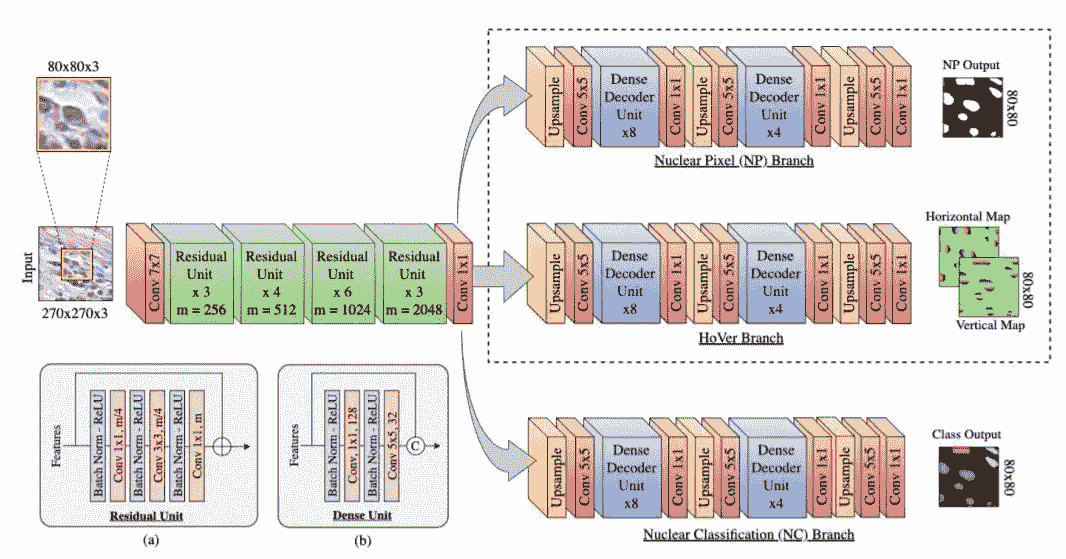 80x80x3
Input
270x270x3
Conv 7x7
Residual
Unit
x 3
m = 256
Residual
Unit
x 4
m = 512
Residual
Unit
x 6
m = 1024
Residual
Unit
x 3
m = 2048
Conv 1x1
Upsample
Conv 5x5
Dense
Decoder
Unit
x8
Conv 1x1
Upsample
Conv 5x5
Dense
Decoder
Unit
x4
Conv 1x1
Upsample
Conv 5x5
Conv 1x1
Nuclear Pixel (NP) Branch
NP Output
80x80
Upsample
Conv 5x5
Dense
Decoder
Unit
x8
Conv 1x1
Upsample
Conv 5x5
Dense
Decoder
Unit
x4
Conv 1x1
Upsample
Conv 5x5
Conv 1x1
HoVer Branch
Horizontal Map
80x80
Vertical Map
Upsample
Conv 5x5
Dense
Decoder
Unit
x8
Conv 1x1
Upsample
Conv 5x5
Dense
Decoder
Unit
x4
Conv 1x1
Upsample
Conv 5x5
Conv 1x1
Nuclear Classification (NC) Branch
Class Output
80x80
Features
Batch Norm - ReLU
Conv 1x1, m/4
Batch Norm - ReLU
Conv 3x3, m/4
Batch Norm - ReLU
Conv 1x1, m
Residual Unit
(a)
Features
Batch Norm - ReLU
Conv, 1x1, 128
Batch Norm - ReLU
Conv 5x5, 32
C
Dense Unit
(b)